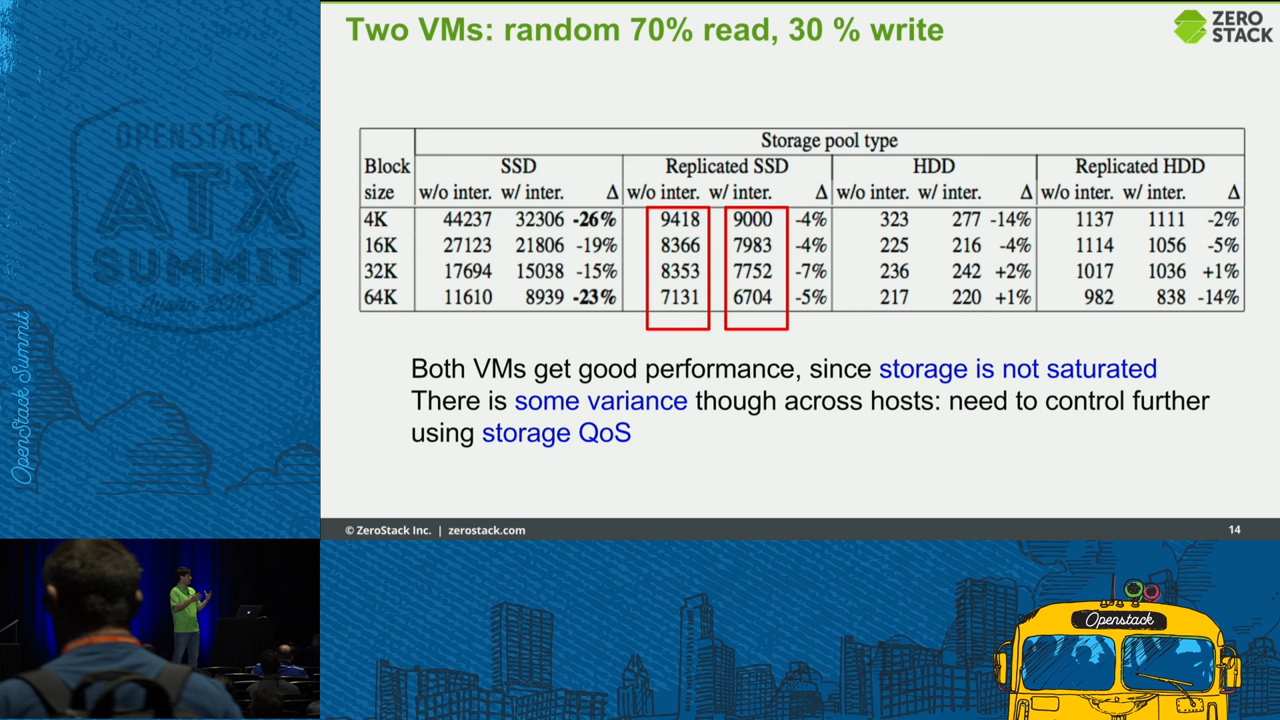 Two VMs: random 70% read, 30 % write
ZERO
STACK
Storage pool type
Block size SSD Replicated SSD HDD Replicated HDD
w/o inter. w/ inter. Δ w/o inter. w/ inter. Δ w/o inter. w/ inter. Δ w/o inter. w/ inter. Δ
4K 44237 32306 -26% 9418 9000 -4% 323 277 -14% 1137 1111 -2%
16K 27123 21806 -19% 8366 7983 -4% 225 216 -4% 1114 1056 -5%
32K 17694 15038 -15% 8353 7752 -7% 236 242 +2% 1017 1036 +1%
64K 11610 8939 -23% 7131 6704 -5% 217 220 +1% 982 838 -14%
Both VMs get good performance, since storage is not saturated
There is some variance though across hosts: need to control further
using storage QoS
© ZeroStack Inc. | zerostack.com
14
OPENSTACK
ATX
SUMMIT
Austin 2016
OpenStack Summit
Openstack